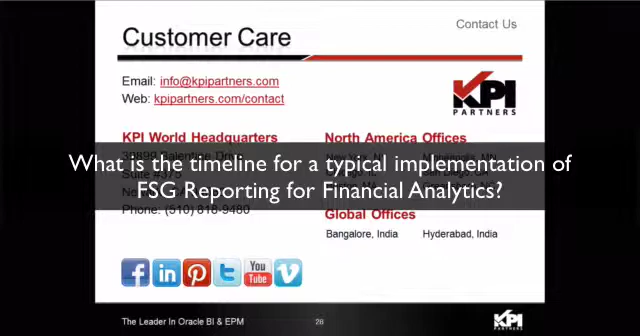 Contact Us
Customer Care
Email: info@kpipartners.com
Web: kpipartners.com/contact
KPI PARTNERS
KPI World Headquarters
North America Offices
What is the timeline for a typical implementation of
FSG Reporting for Financial Analytics?
Phone: (510) 818-9480
Global Offices
Bangalore, India Hyderabad, India
f
in
You Tube
The Leader In Oracle BI & EPM
28
KPI PARTNERS